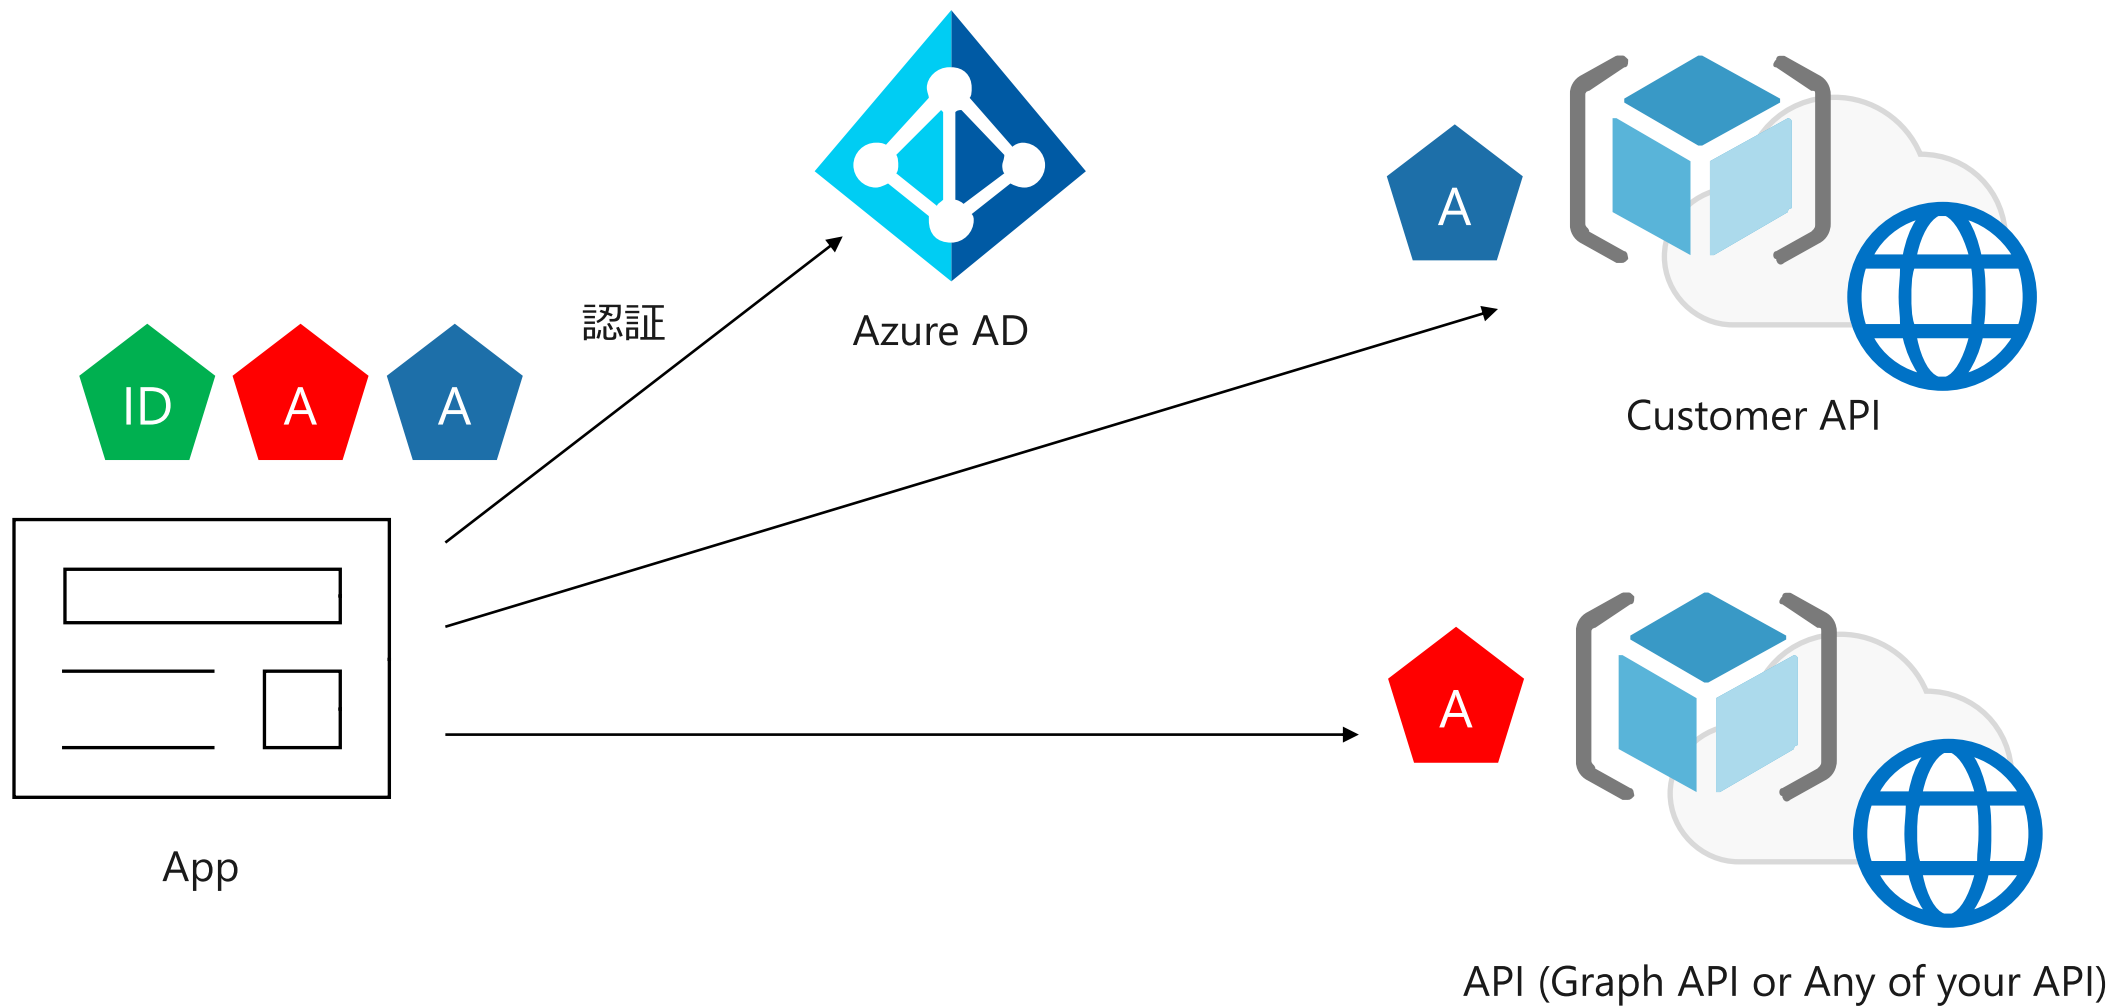 認証
Azure AD
A
ID
A
A
Customer API
A
App
API (Graph API or Any of your API)